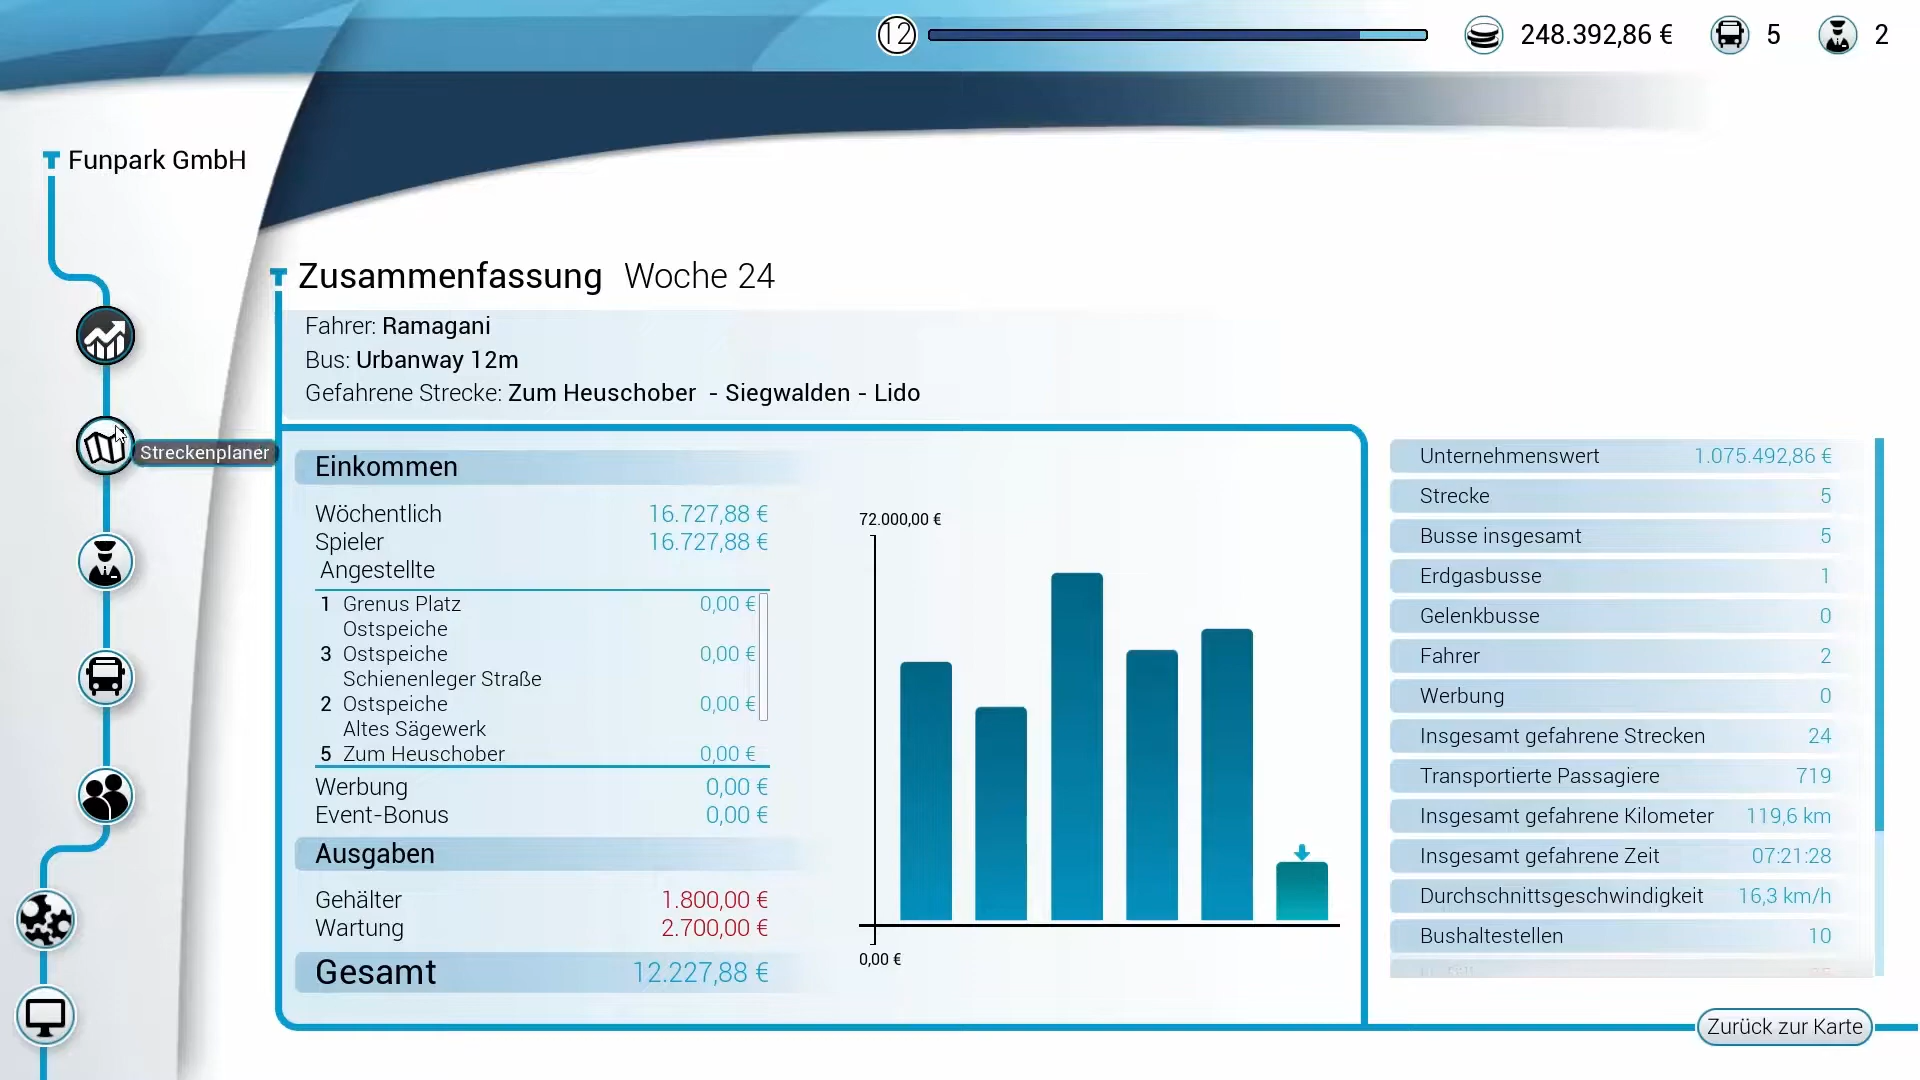 12
248.392,86 €
5
2
Funpark GmbH
Zusammenfassung Woche 24
Fahrer: Ramagani
Bus: Urbanway 12m
Gefahrene Strecke: Zum Heuschober - Siegwalden - Lido
Streckenplaner
Einkommen
Wöchentlich 16.727,88 €
Spieler 16.727,88 €
Angestellte
1 Grenus Platz 0,00 €
Ostspeiche
3 Ostspeiche 0,00 €
Schienenleger Straße
2 Ostspeiche 0,00 €
Altes Sägewerk
5 Zum Heuschober 0,00 €
Werbung 0,00 €
Event-Bonus 0,00 €
Ausgaben
Gehälter 1.800,00 €
Wartung 2.700,00 €
Gesamt 12.227,88 €
72.000,00 €
0,00 €
Unternehmenswert 1.075.492,86 €
Strecke 5
Busse insgesamt 5
Erdgasbusse 1
Gelenkbusse 0
Fahrer 2
Werbung 0
Insgesamt gefahrene Strecken 24
Transportierte Passagiere 719
Insgesamt gefahrene Kilometer 119,6 km
Insgesamt gefahrene Zeit 07:21:28
Durchschnittsgeschwindigkeit 16,3 km/h
Bushaltestellen 10
Zurück zur Karte